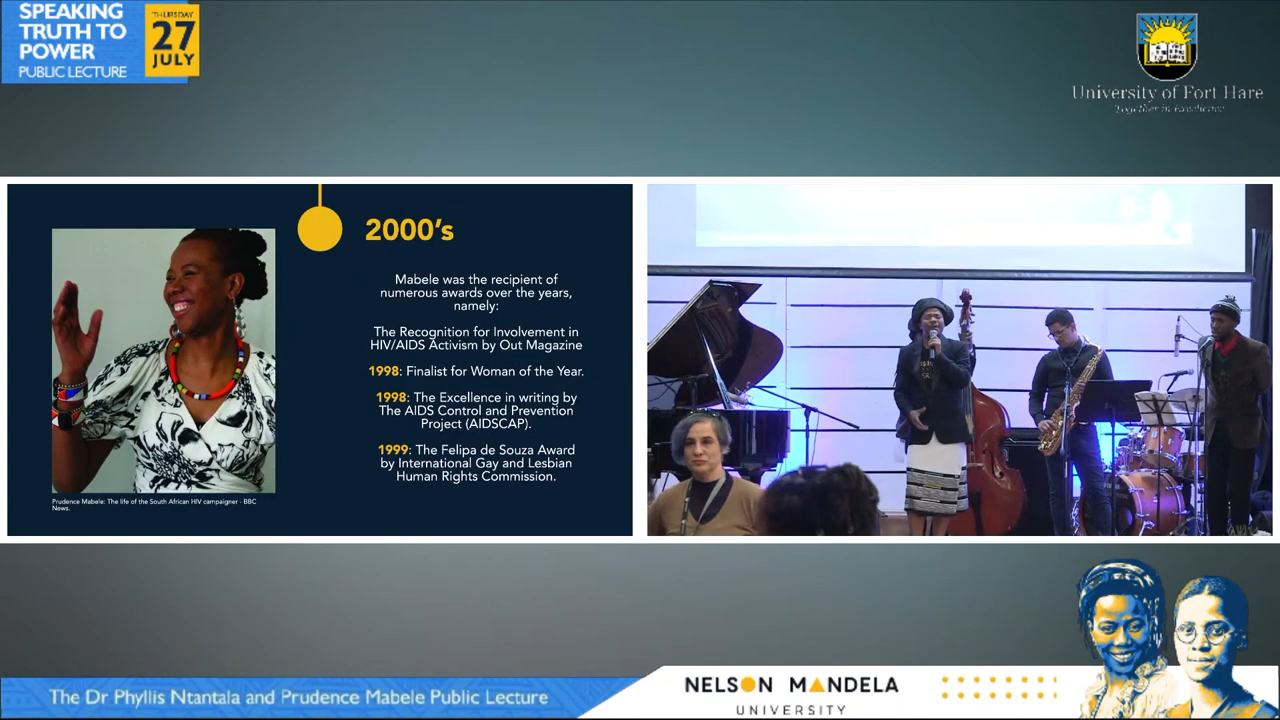 SPEAKING
TRUTH TO
POWER
PUBLIC LECTURE
THURSDAY
27
JULY
University of Fort Hare
Together in Excellence
2000's
Mabele was the recipient of
numerous awards over the years,
namely:
The Recognition for Involvement in
HIV/AIDS Activism by Out Magazine
1998: Finalist for Woman of the Year.
1998: The Excellence in writing by
The AIDS Control and Prevention
Project (AIDSCAP).
1999: The Felipa de Souza Award
by International Gay and Lesbian
Human Rights Commission.
Prudence Mabele: The life of the South African HIV campaigner - BBC
News.
The Dr Phyllis Ntantala and Prudence Mabele Public Lecture
NELSON MANDELA
UNIVERSITY